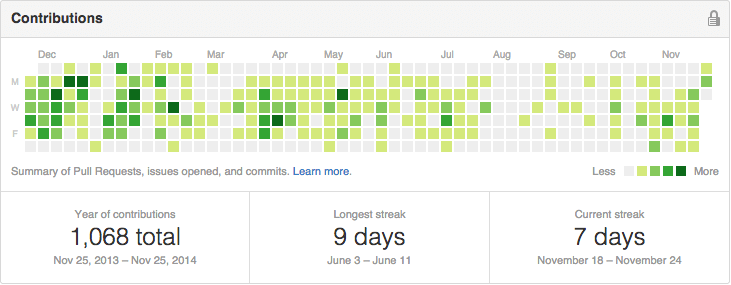 Contributions
Dec Jan Feb Mar Apr May Jun Jul Aug Sep Oct Nov
M
W
F
Summary of Pull Requests, issues opened, and commits. Learn more.
Less More
Year of contributions
1,068 total
Nov 25, 2013 – Nov 25, 2014
Longest streak
9 days
June 3 – June 11
Current streak
7 days
November 18 – November 24